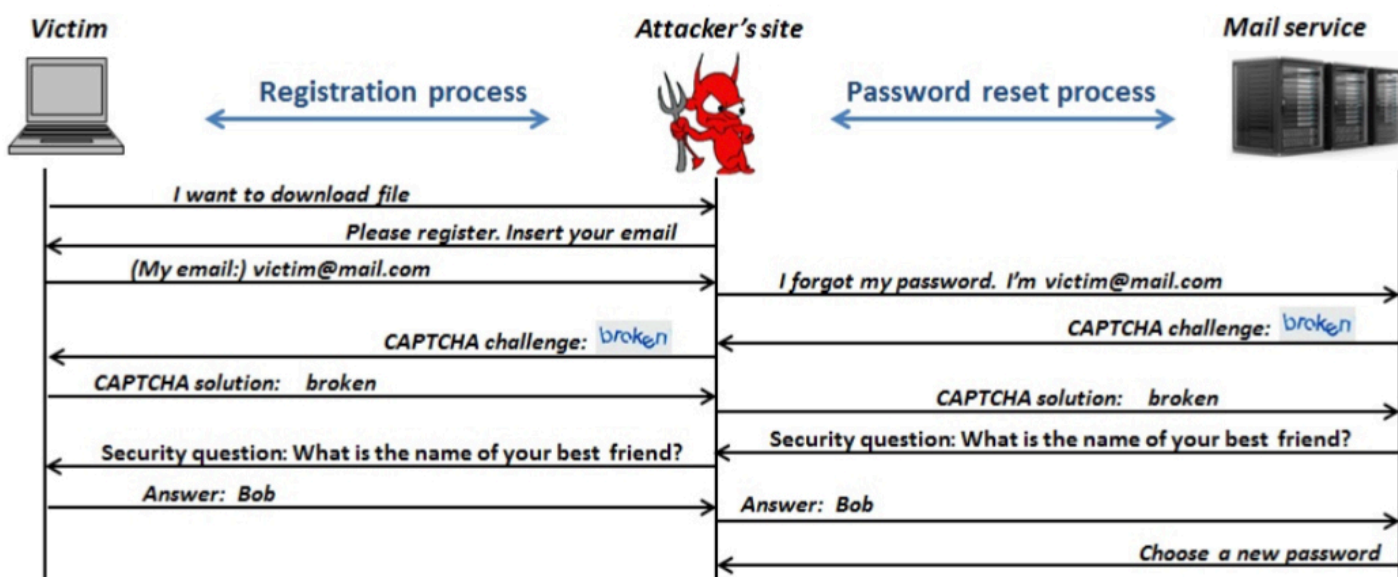 Victim
Attacker's site
Mail service
Registration process
Password reset process
I want to download file
Please register. Insert your email
(My email:) victim@mail.com
I forgot my password. I'm victim@mail.com
CAPTCHA challenge: broken
CAPTCHA challenge: broken
CAPTCHA solution: broken
CAPTCHA solution: broken
Security question: What is the name of your best friend?
Security question: What is the name of your best friend?
Answer: Bob
Answer: Bob
Choose a new password